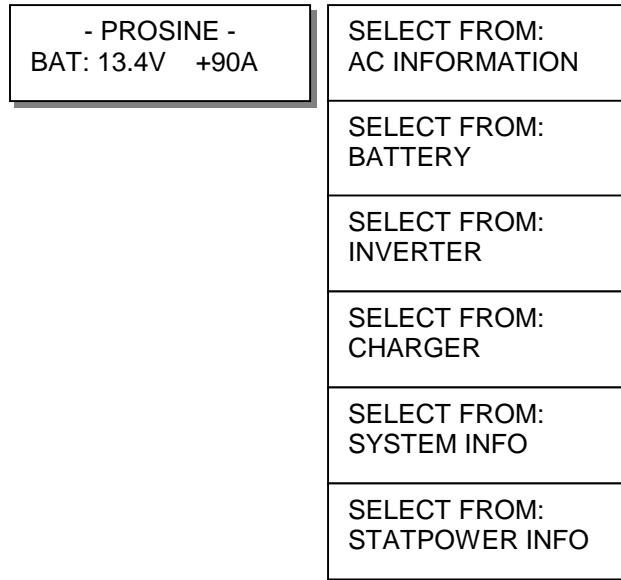 - PROSINE -
BAT: 13.4V +90A
SELECT FROM:
AC INFORMATION
SELECT FROM:
BATTERY
SELECT FROM:
INVERTER
SELECT FROM:
CHARGER
SELECT FROM:
SYSTEM INFO
SELECT FROM:
STATPOWER INFO